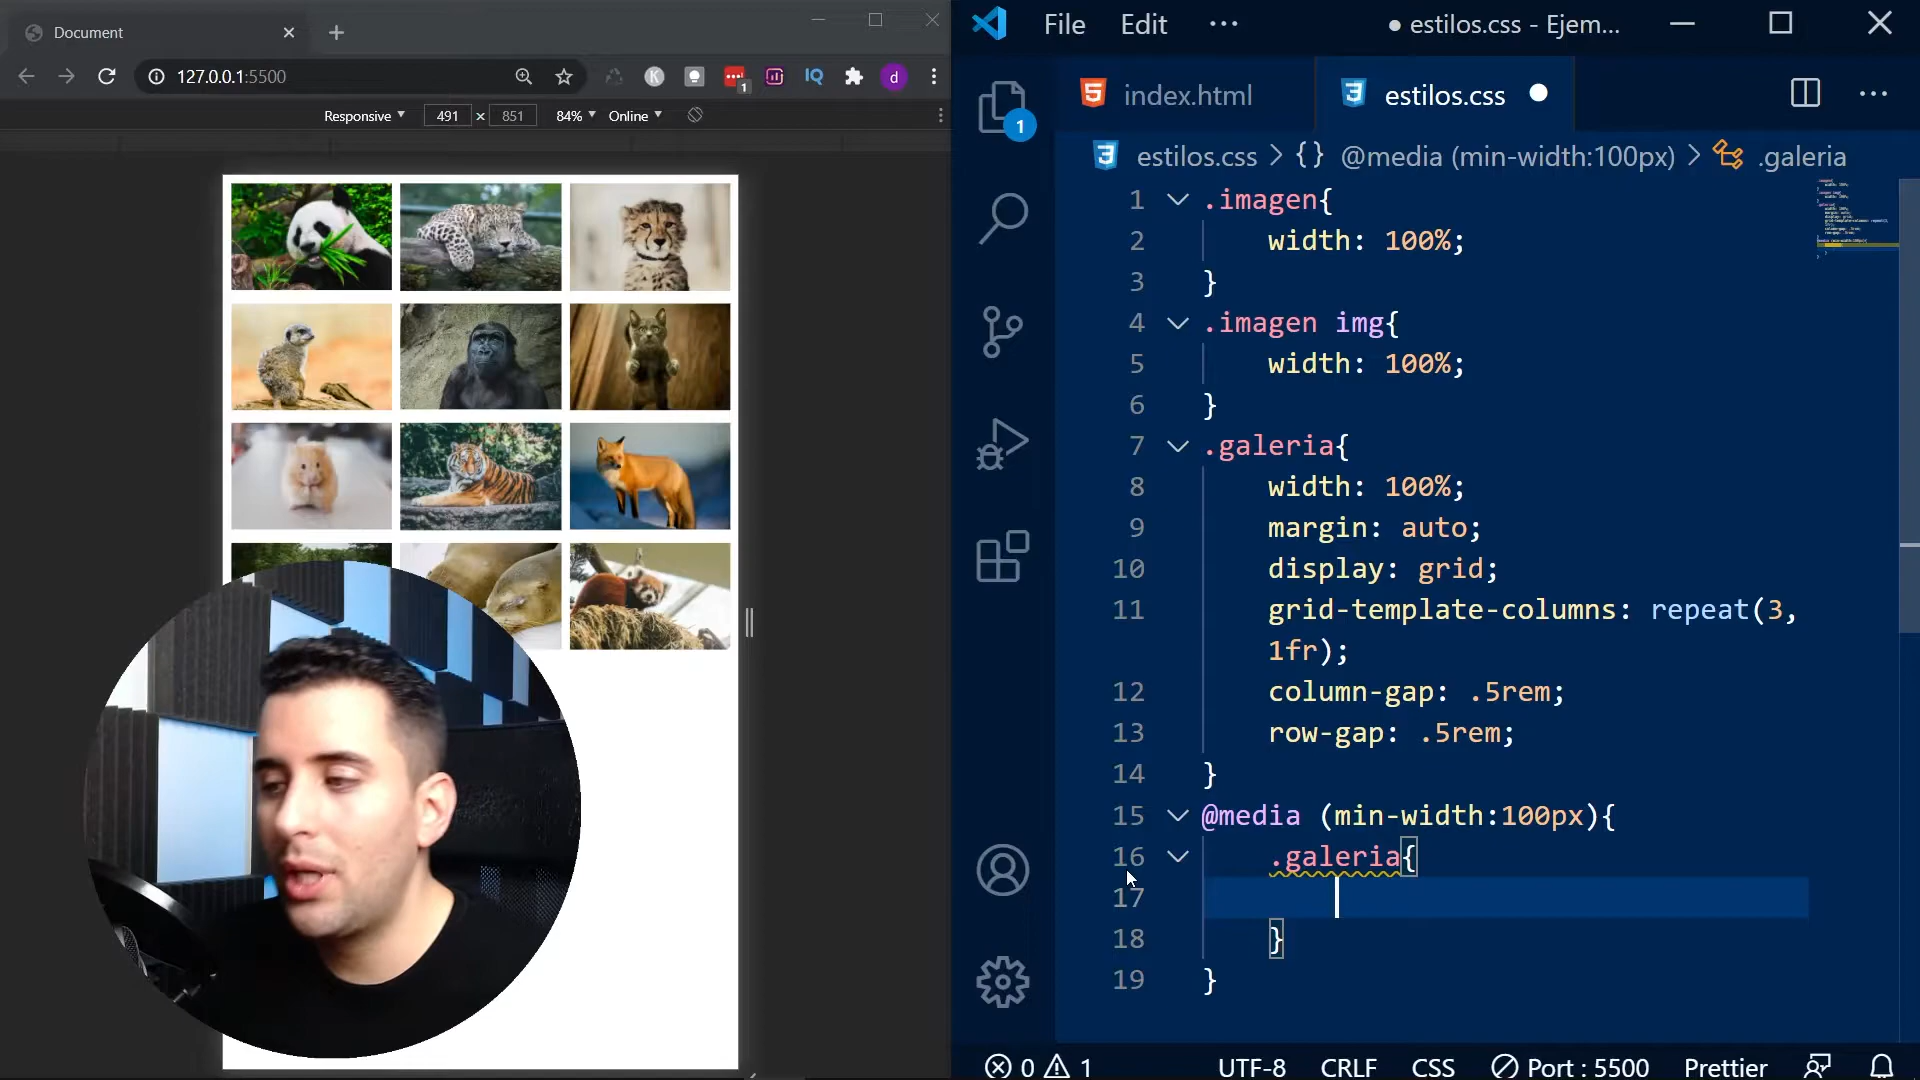 Document
127.0.0.1:5500
K
1
IQ
d
Responsive 491 × 851 84% Online
File Edit ···
● estilos.css - Ejem...
1
index.html
estilos.css
estilos.css > {} @media (min-width:100px) > .galeria
1 .imagen{
2 width: 100%;
3 }
4 .imagen img{
5 width: 100%;
6 }
7 .galeria{
8 width: 100%;
9 margin: auto;
10 display: grid;
11 grid-template-columns: repeat(3,
1fr);
12 column-gap: .5rem;
13 row-gap: .5rem;
14 }
15 @media (min-width:100px){
16 .galeria{
17
18 }
19 }
0 1 UTF-8 CRLF CSS Port : 5500 Prettier